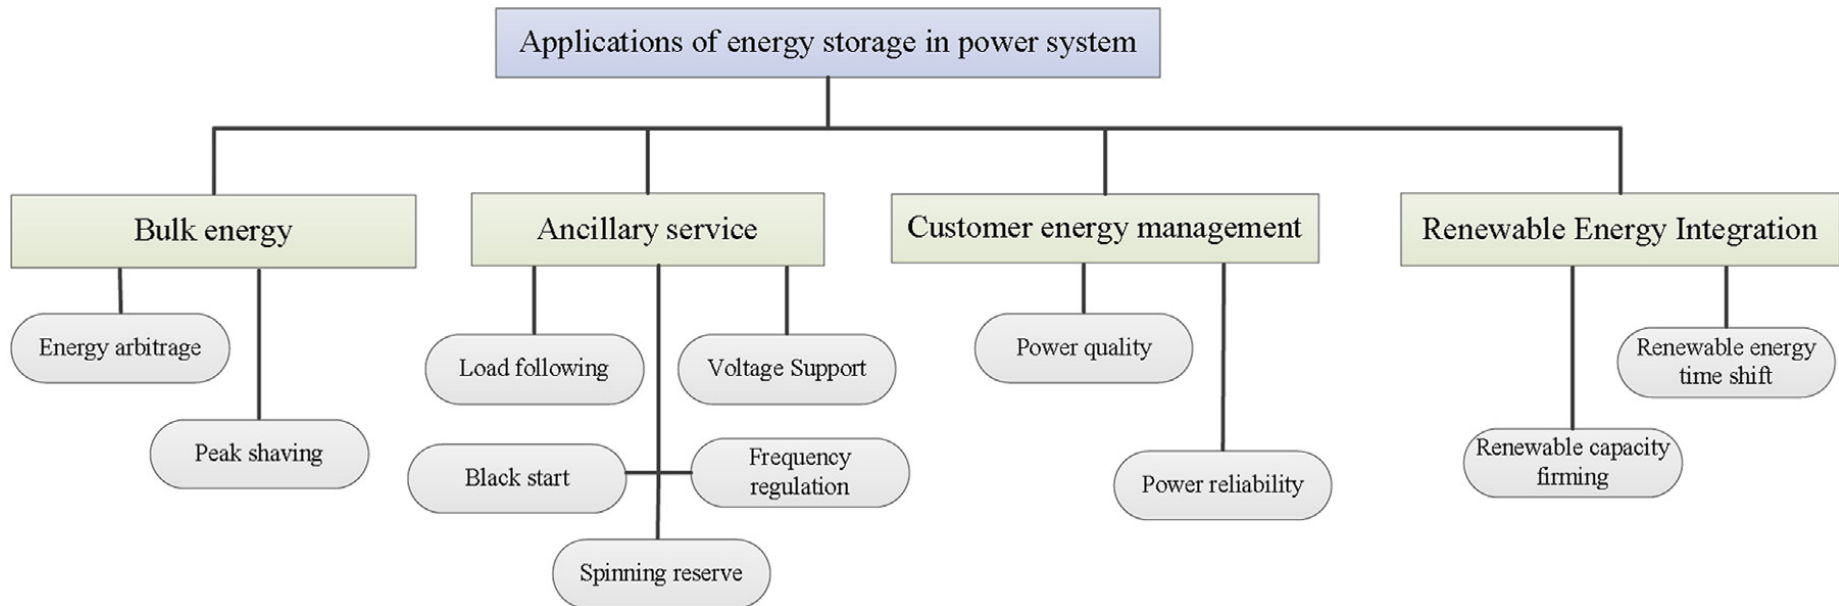 Applications of energy storage in power system
Bulk energy
Ancillary service
Customer energy management
Renewable Energy Integration
Energy arbitrage
Peak shaving
Load following
Voltage Support
Black start
Frequency
regulation
Spinning reserve
Power quality
Power reliability
Renewable energy
time shift
Renewable capacity
firming